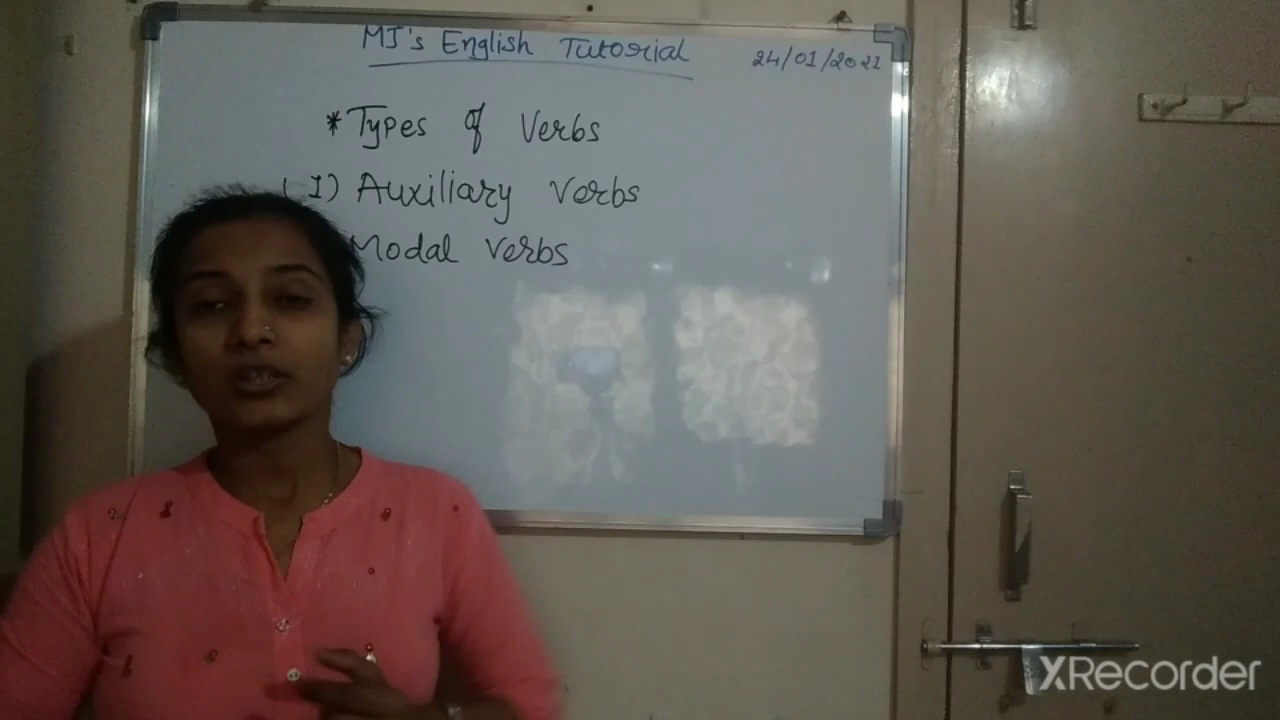 MJ's English Tutorial 24/01/2021
* Types of Verbs
(I) Auxiliary Verbs
Modal Verbs
XRecorder